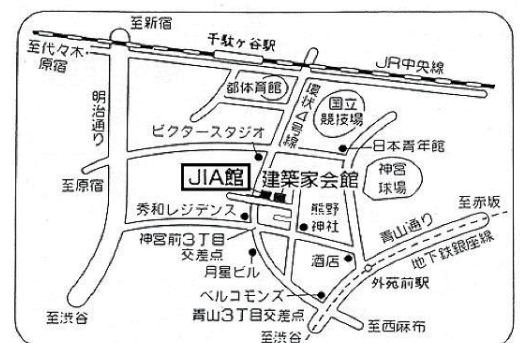 至新宿
千駄ヶ谷駅
至代々木・
原宿
JR中央線
都体育館
環状4号線
国立
競技場
明治通り
ビクタースタジオ
日本青年館
JIA館
建築家会館
神宮
球場
至原宿
秀和レジデンス
熊野
神社
至赤坂
青山通り
神宮前3丁目
交差点
地下鉄銀座線
月星ビル
酒店
外苑前駅
ベルコモンズ
至渋谷
青山3丁目交差点
至西麻布
至渋谷